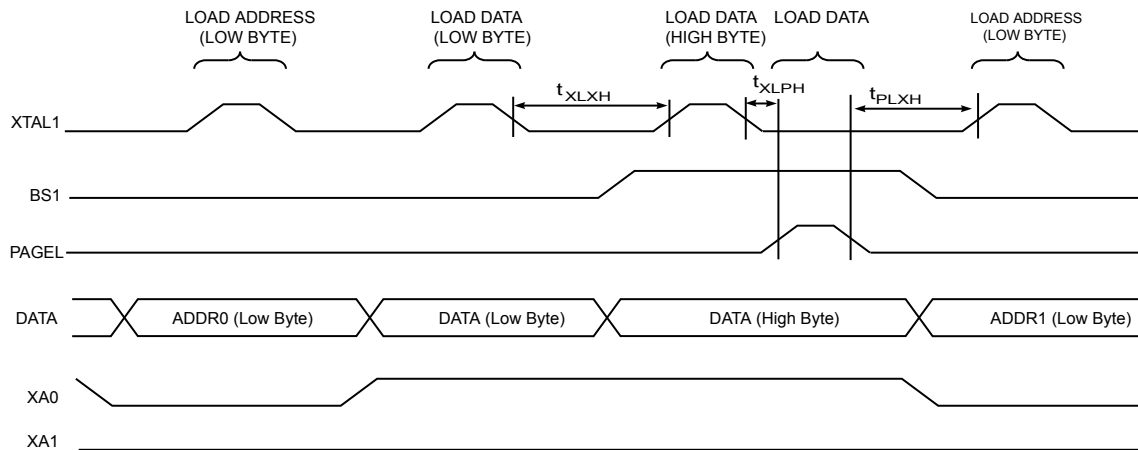 LOAD ADDRESS
(LOW BYTE)
LOAD DATA
(LOW BYTE)
LOAD DATA
(HIGH BYTE)
LOAD DATA
LOAD ADDRESS
(LOW BYTE)
tXLXH
tXLPH
tPLXH
XTAL1
BS1
PAGEL
DATA
ADDR0 (Low Byte)
DATA (Low Byte)
DATA (High Byte)
ADDR1 (Low Byte)
XA0
XA1